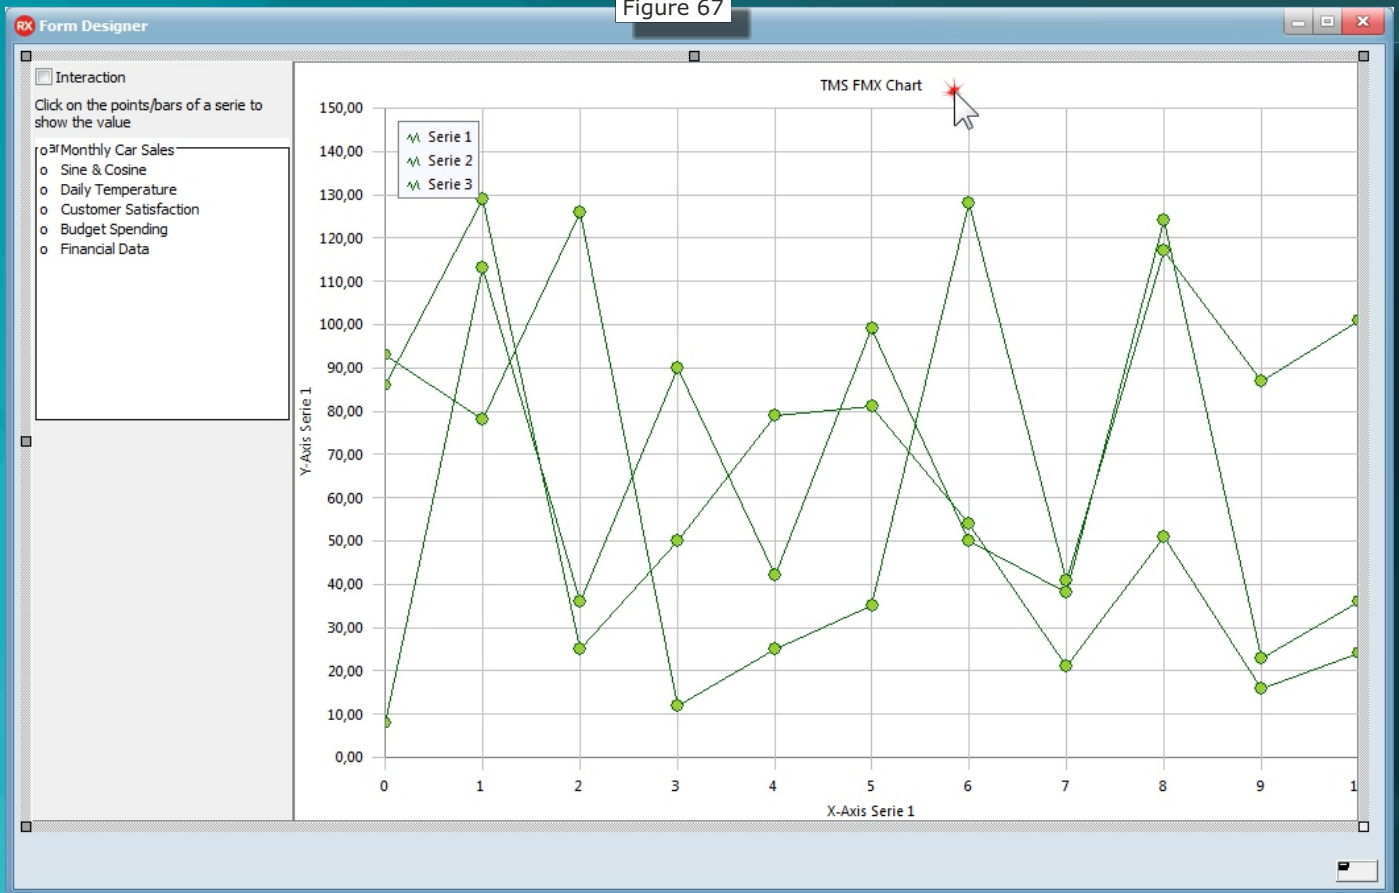 Figure 67
RX Form Designer
Interaction
Click on the points/bars of a serie to
show the value
o Monthly Car Sales
o Sine & Cosine
o Daily Temperature
o Customer Satisfaction
o Budget Spending
o Financial Data
TMS FMX Chart
Serie 1
Serie 2
Serie 3
150,00
140,00
130,00
120,00
110,00
100,00
90,00
80,00
70,00
60,00
50,00
40,00
30,00
20,00
10,00
0,00
Y-Axis Serie 1
0 1 2 3 4 5 6 7 8 9 1
X-Axis Serie 1